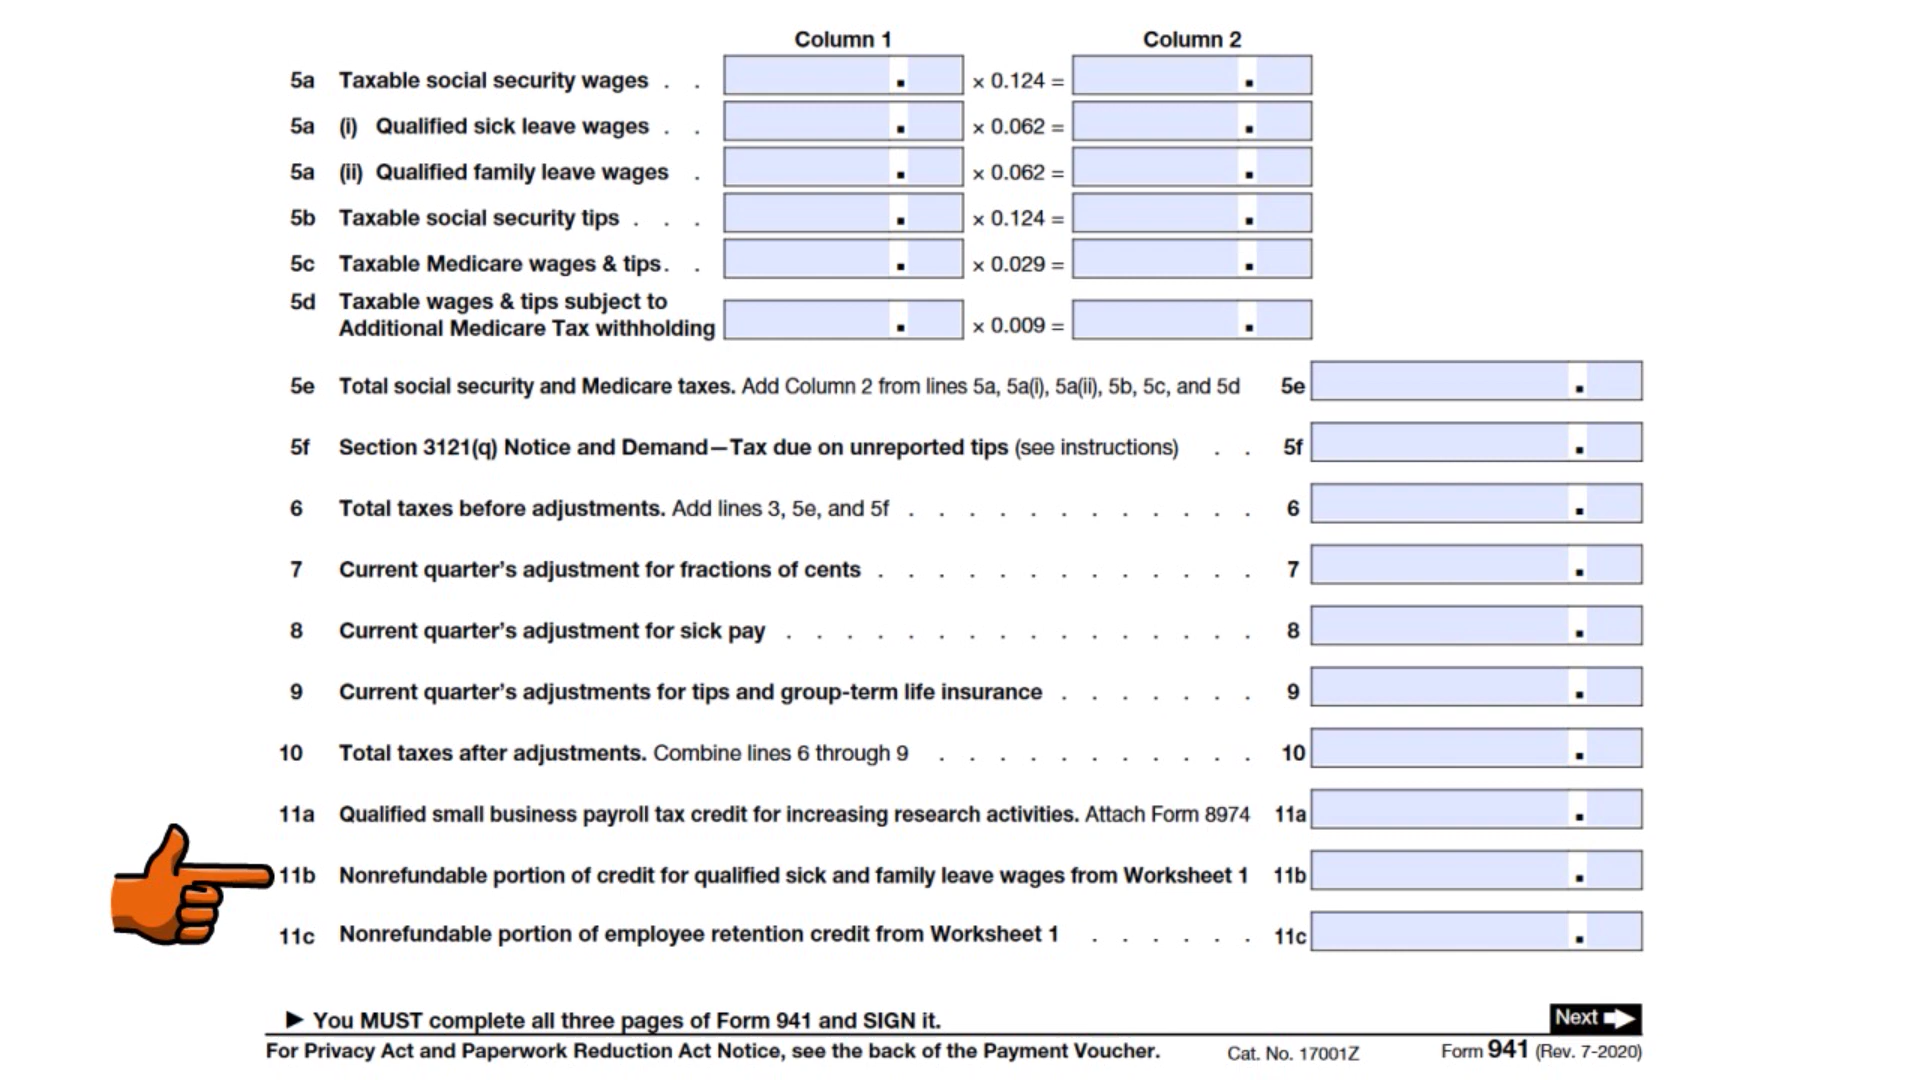 Column 1 Column 2
5a Taxable social security wages . . . × 0.124 = .
5a (i) Qualified sick leave wages . . . × 0.062 = .
5a (ii) Qualified family leave wages . . × 0.062 = .
5b Taxable social security tips . . . . × 0.124 = .
5c Taxable Medicare wages & tips. . . × 0.029 = .
5d Taxable wages & tips subject to
Additional Medicare Tax withholding . × 0.009 = .
5e Total social security and Medicare taxes. Add Column 2 from lines 5a, 5a(i), 5a(ii), 5b, 5c, and 5d 5e .
5f Section 3121(q) Notice and Demand—Tax due on unreported tips (see instructions) . . 5f .
6 Total taxes before adjustments. Add lines 3, 5e, and 5f . . . . . . . . . . . . 6 .
7 Current quarter's adjustment for fractions of cents . . . . . . . . . . . . . 7 .
8 Current quarter's adjustment for sick pay . . . . . . . . . . . . . . . . 8 .
9 Current quarter's adjustments for tips and group-term life insurance . . . . . . . 9 .
10 Total taxes after adjustments. Combine lines 6 through 9 . . . . . . . . . . . 10 .
11a Qualified small business payroll tax credit for increasing research activities. Attach Form 8974 11a .
11b Nonrefundable portion of credit for qualified sick and family leave wages from Worksheet 1 11b .
11c Nonrefundable portion of employee retention credit from Worksheet 1 . . . . . . 11c .
► You MUST complete all three pages of Form 941 and SIGN it. Next
For Privacy Act and Paperwork Reduction Act Notice, see the back of the Payment Voucher. Cat. No. 17001Z Form 941 (Rev. 7-2020)